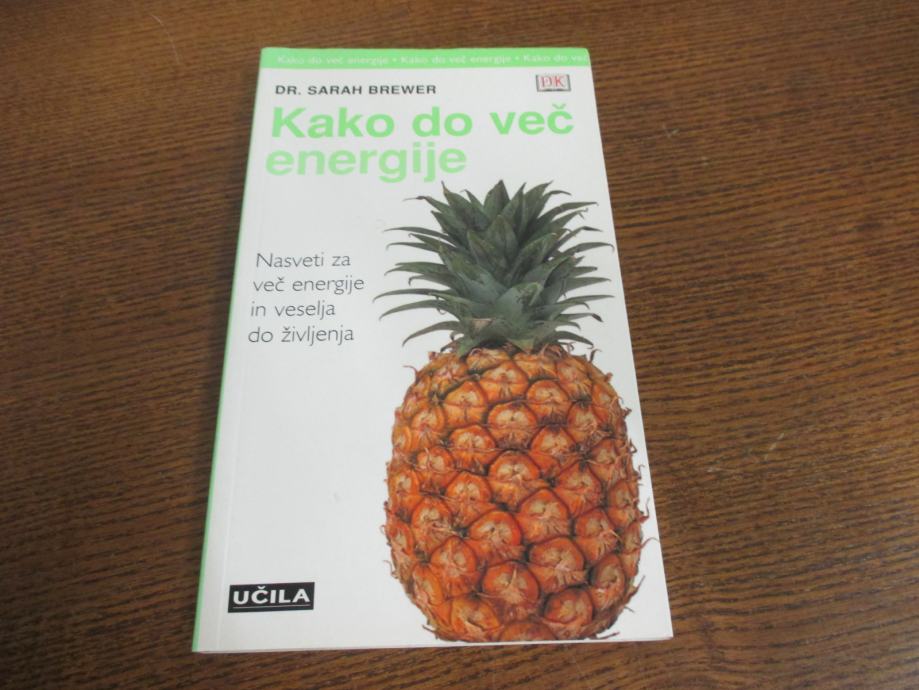 Kako do več energije • Kako do več energije • Kako do več
DR. SARAH BREWER
DK
Kako do več
energije
Nasveti za
več energije
in veselja
do življenja
UČILA